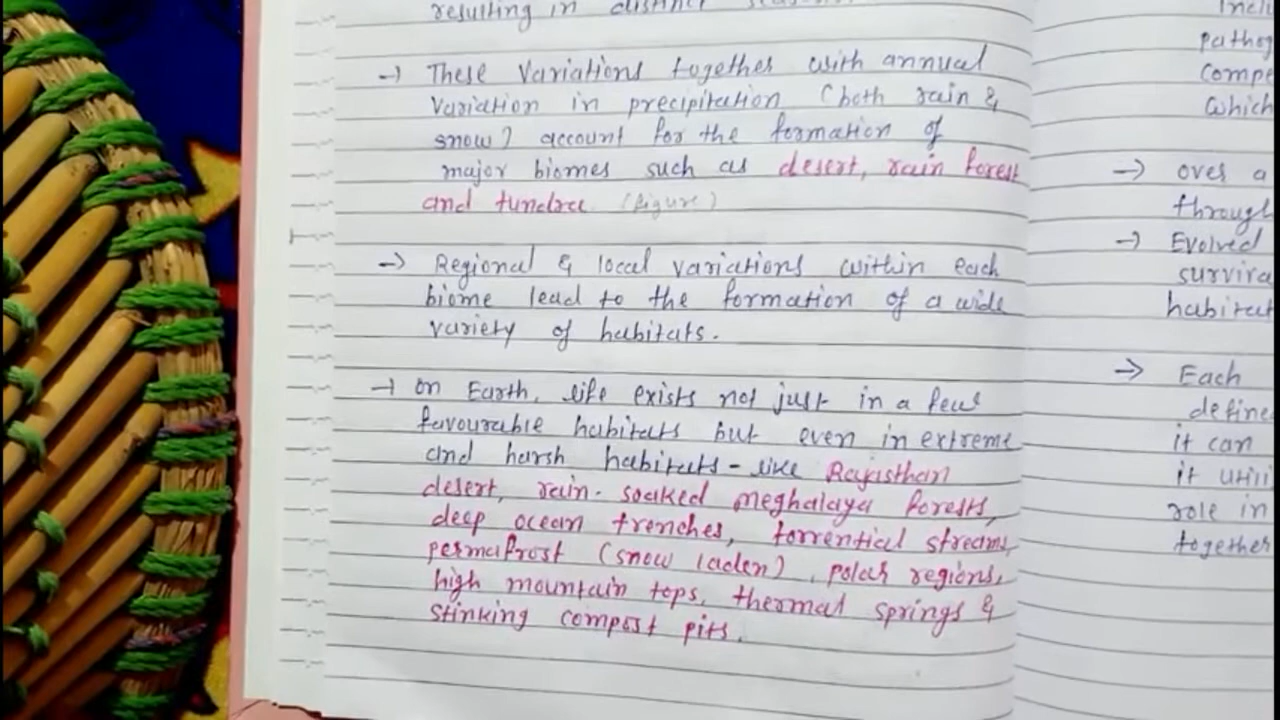 resulting in distinct
→ These Variations together with annual
Variation in precipitation (both rain &
snow) account for the formation of
major biomes such as desert, rain forest
and tundra (figure)
→ Regional & local variations within each
biome lead to the formation of a wide
variety of habitats.
→ on Earth, life exists not just in a few
favourable habitats but even in extreme
and harsh habitats - like Rajisthan
desert, rain-soaked meghalaya forests,
deep ocean trenches, torrential streams,
permafrost (snow laden), polar regions,
high mountain tops, thermal springs &
stinking compost pits.
inclu
pathog
compe
which
→ over a
through
→ Evolved
surviva
habitat
→ Each
define
it can
it utili
role in
together